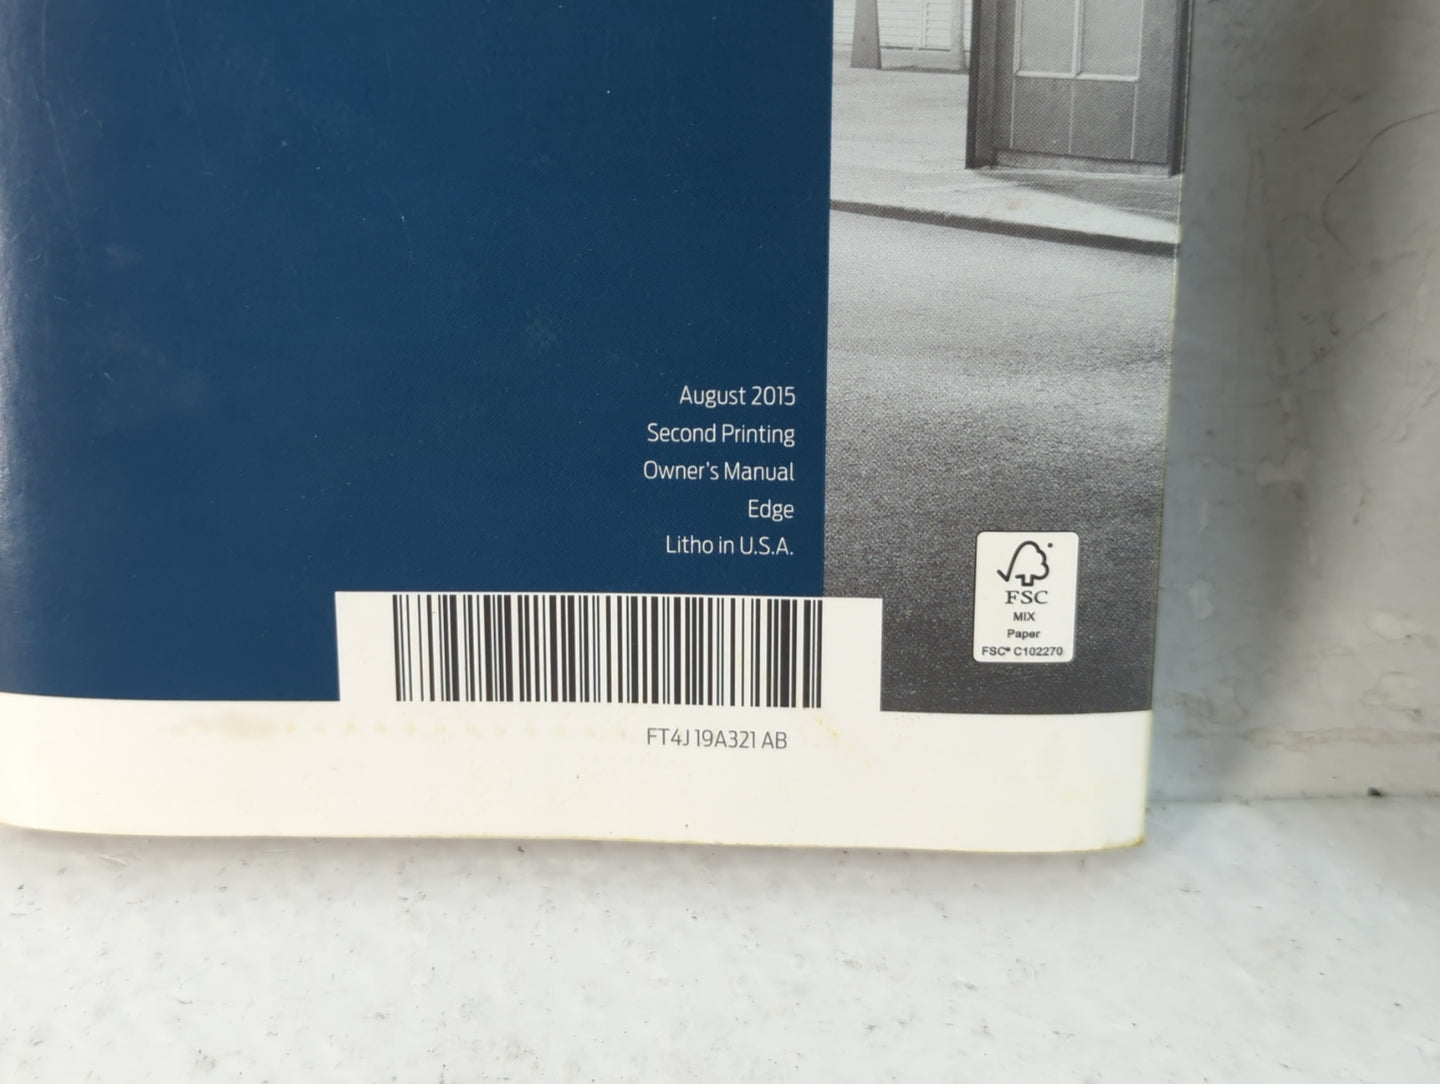 August 2015
Second Printing
Owner's Manual
Edge
Litho in U.S.A.
FSC
MIX
Paper
FSC® C102270
FT4J 19A321 AB